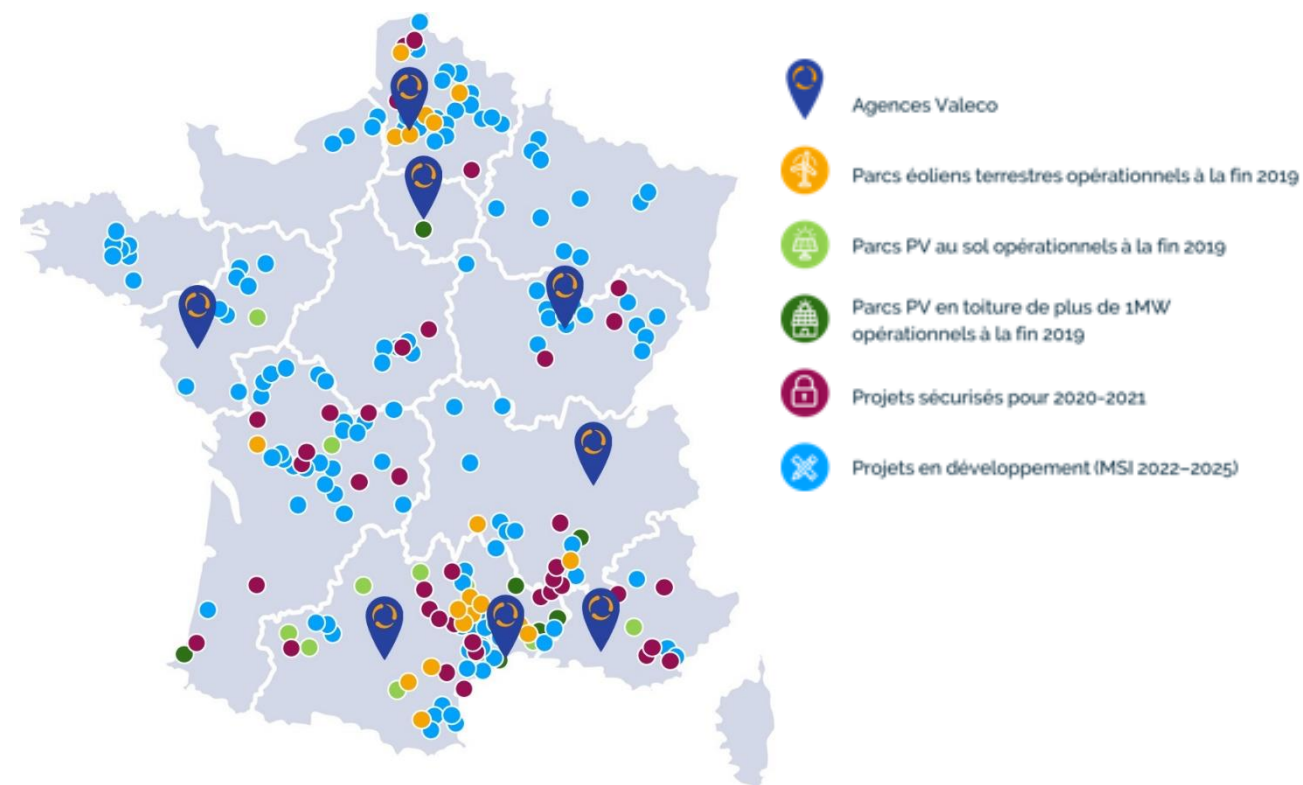 Agences Valeco
Parcs éoliens terrestres opérationnels à la fin 2019
Parcs PV au sol opérationnels à la fin 2019
Parcs PV en toiture de plus de 1MW
opérationnels à la fin 2019
Projets sécurisés pour 2020-2021
Projets en développement (MSI 2022–2025)